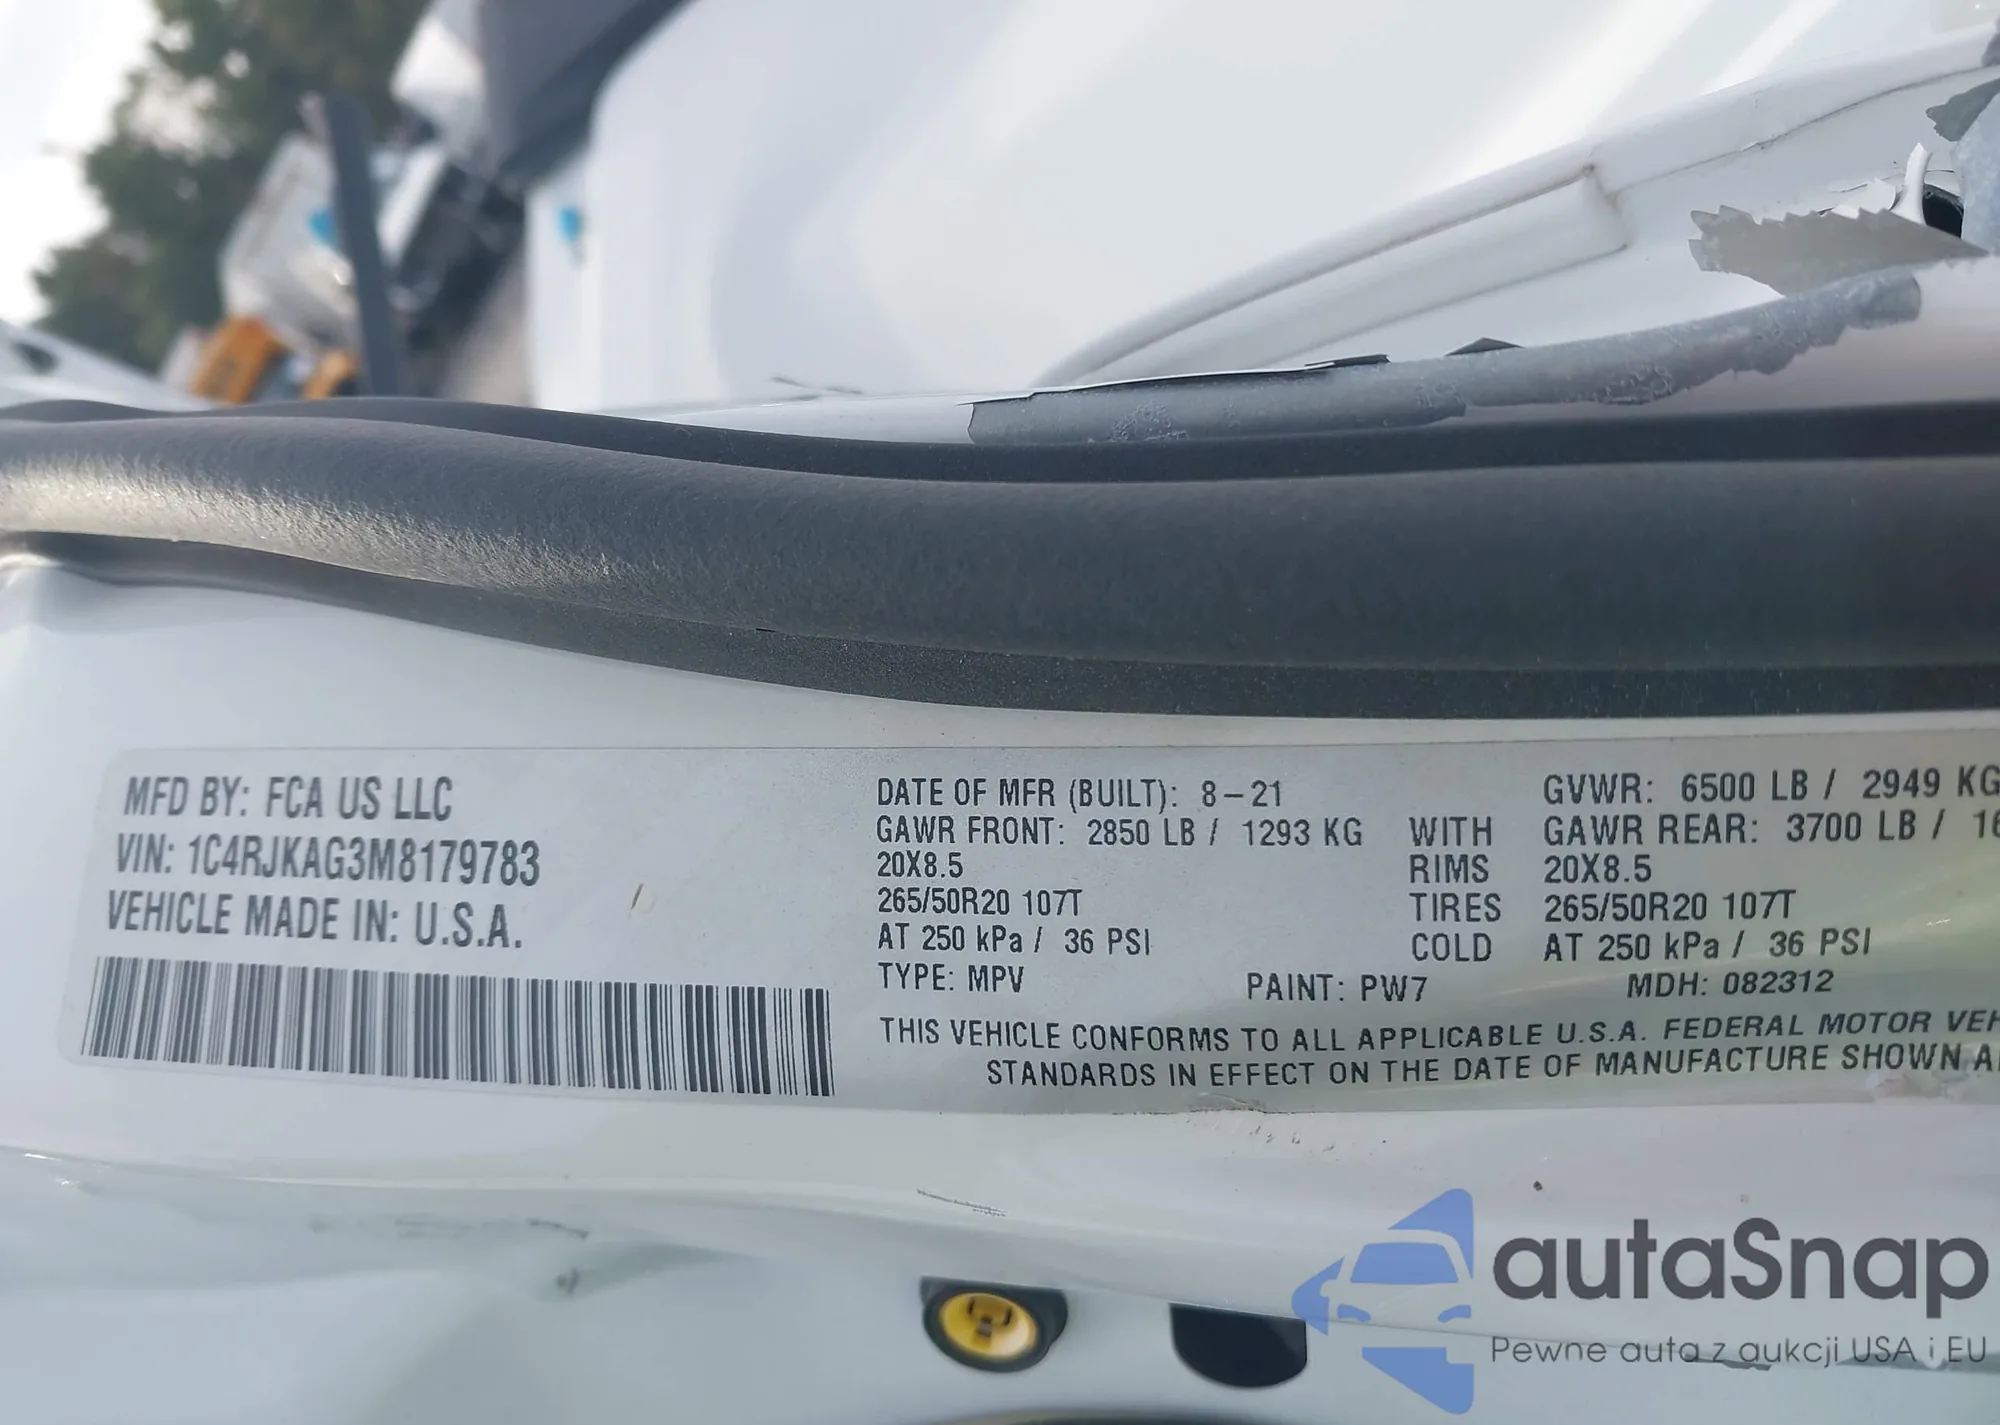 MFD BY: FCA US LLC
VIN: 1C4RJKAG3M8179783
VEHICLE MADE IN: U.S.A.
DATE OF MFR (BUILT): 8-21 GVWR: 6500 LB / 2949 KG
GAWR FRONT: 2850 LB / 1293 KG WITH GAWR REAR: 3700 LB / 16
20X8.5 RIMS 20X8.5
265/50R20 107T TIRES 265/50R20 107T
AT 250 kPa / 36 PSI COLD AT 250 kPa / 36 PSI
TYPE: MPV PAINT: PW7 MDH: 082312
THIS VEHICLE CONFORMS TO ALL APPLICABLE U.S.A. FEDERAL MOTOR VEH
STANDARDS IN EFFECT ON THE DATE OF MANUFACTURE SHOWN A
autaSnap
Pewne auta z aukcji USA i EU